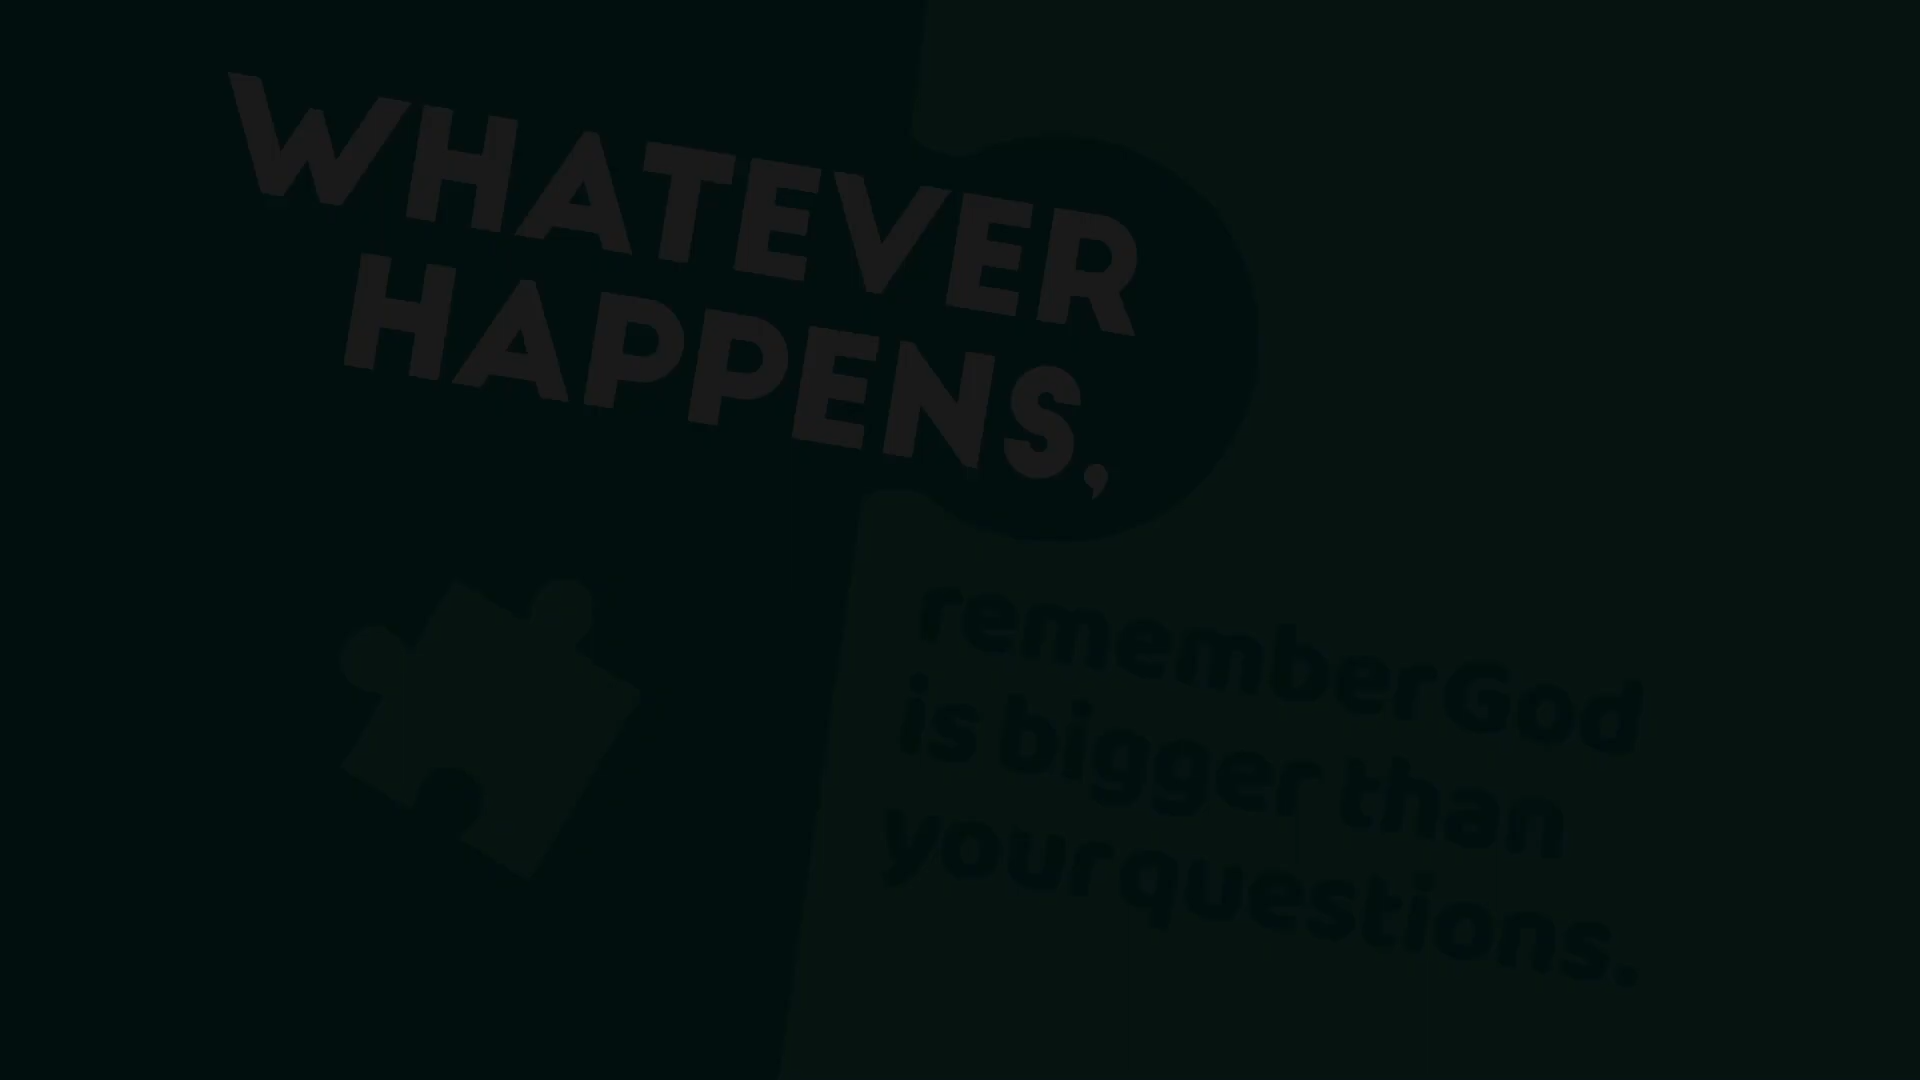 WHATEVER
HAPPENS,
remember God
is bigger than
your questions.